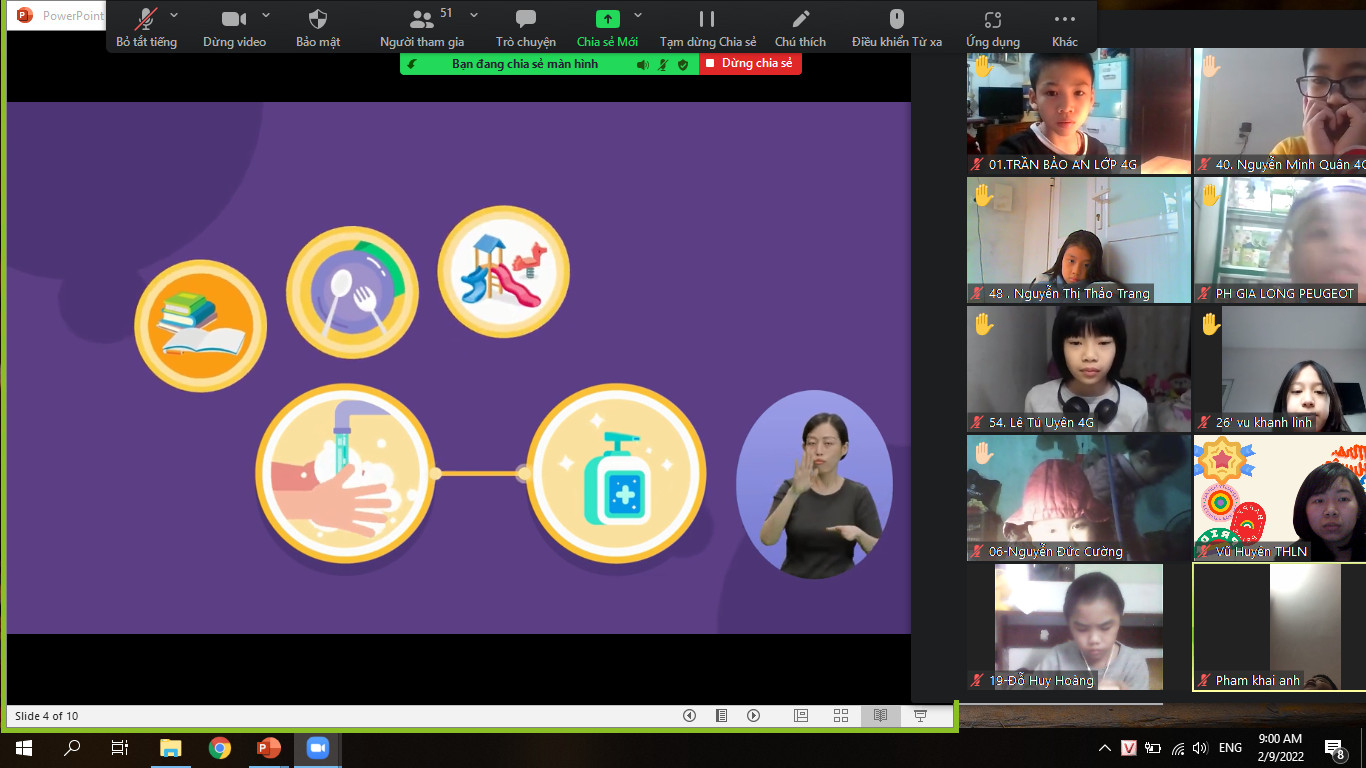 PowerPoint
51
Bỏ tắt tiếng
Dừng video
Bảo mật
Người tham gia
Trò chuyện
Chia sẻ Mới
Tạm dừng Chia sẻ
Chú thích
Điều khiển Từ xa
Ứng dụng
Khác
Bạn đang chia sẻ màn hình
Dừng chia sẻ
01.TRẦN BẢO AN LỚP 4G
40. Nguyễn Minh Quân 4G
48 . Nguyễn Thị Thảo Trang
PH GIA LONG PEUGEOT
54. Lê Tú Uyên 4G
26' vu khanh linh
06-Nguyễn Đức Cường
Vũ Huyền THLN
19-Đỗ Huy Hoàng
Pham khai anh
Slide 4 of 10
ENG
9:00 AM
2/9/2022
8